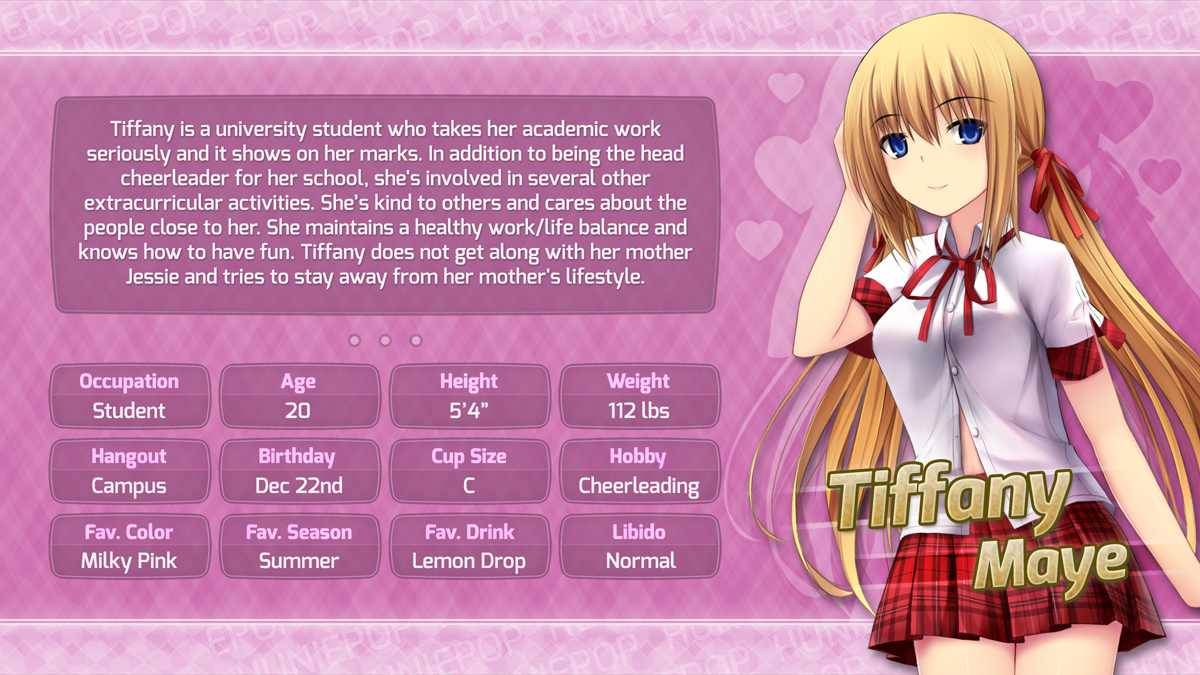 HUNIEPOP
Tiffany is a university student who takes her academic work
seriously and it shows on her marks. In addition to being the head
cheerleader for her school, she's involved in several other
extracurricular activities. She's kind to others and cares about the
people close to her. She maintains a healthy work/life balance and
knows how to have fun. Tiffany does not get along with her mother
Jessie and tries to stay away from her mother's lifestyle.
Occupation
Student
Age
20
Height
5'4”
Weight
112 lbs
Hangout
Campus
Birthday
Dec 22nd
Cup Size
C
Hobby
Cheerleading
Fav. Color
Milky Pink
Fav. Season
Summer
Fav. Drink
Lemon Drop
Libido
Normal
Tiffany
Maye
HUNIEPOP